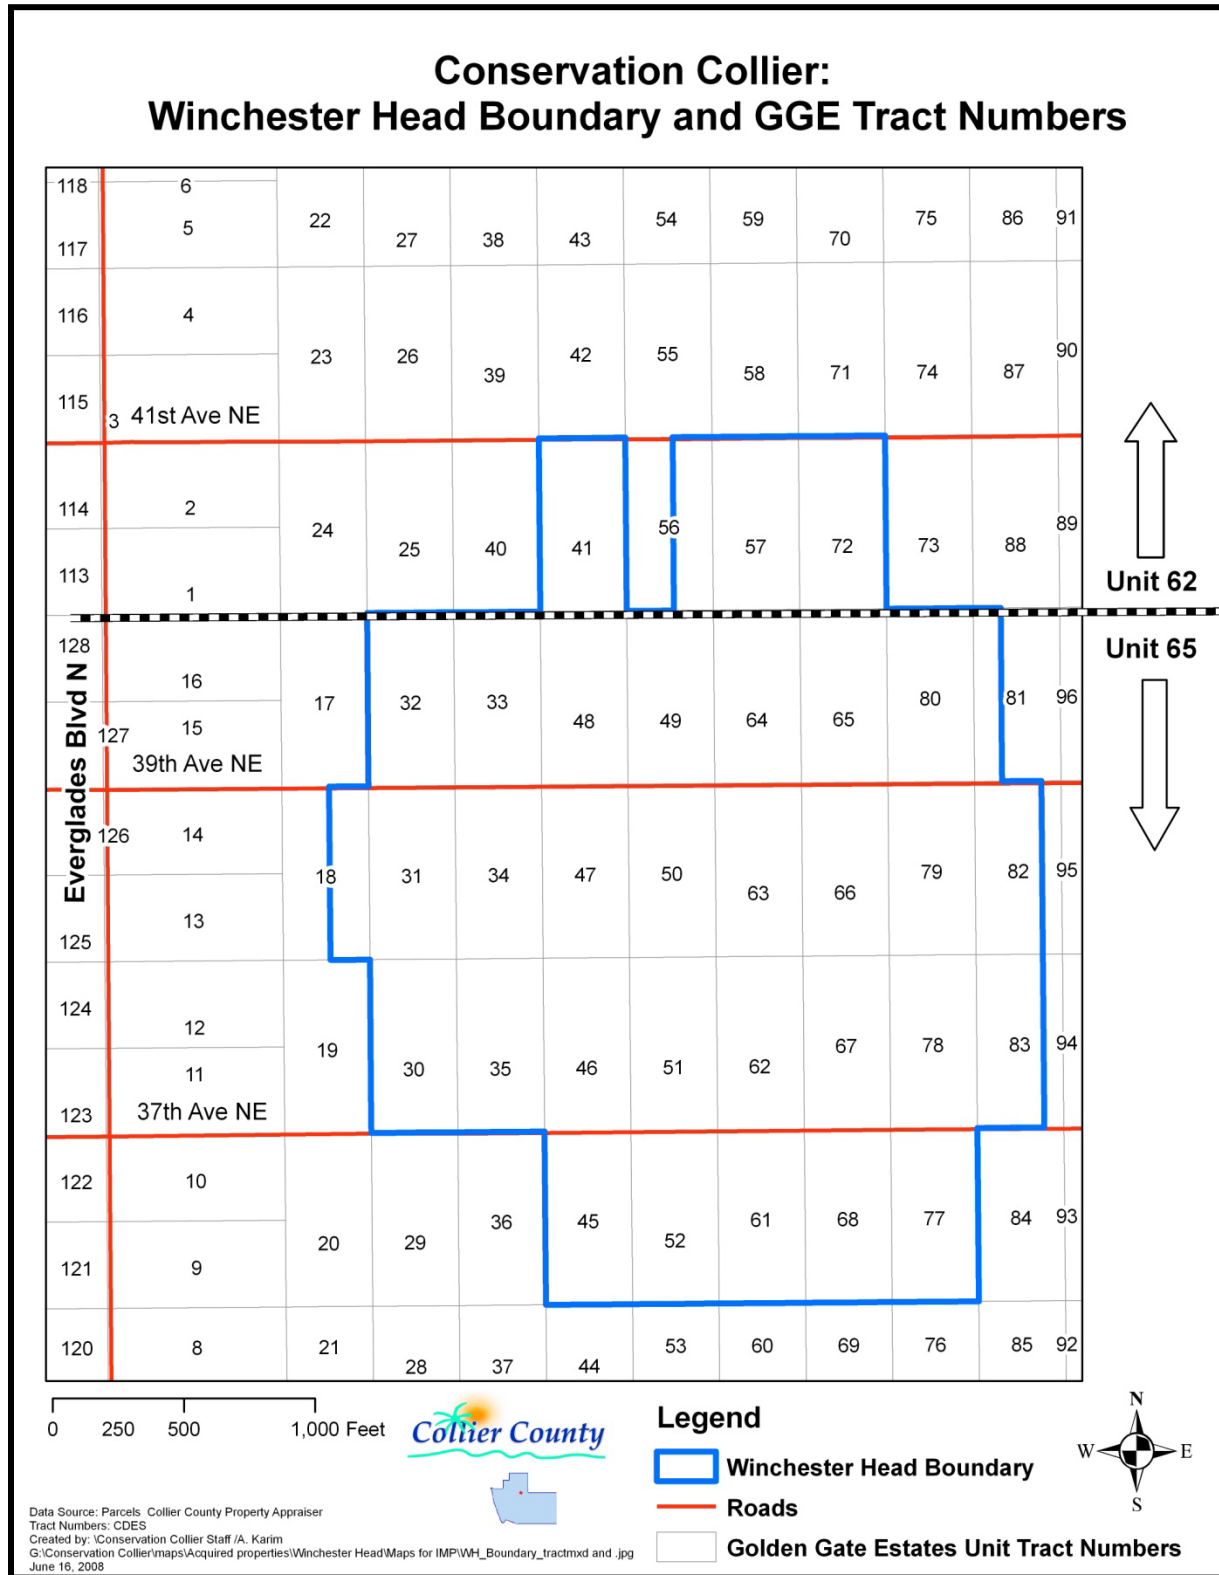 Conservation Collier:
Winchester Head Boundary and GGE Tract Numbers
118 6
22 54 59 75 86 91
117 5 27 38 43 70
116 4
23 26 39 42 55 58 71 74 87 90
115
3 41st Ave NE
114 2
24 25 40 41 56 57 72 73 88 89
113
1
Unit 62
Unit 65
128
16
17 32 33 48 49 64 65 80 81 96
127 15
39th Ave NE
Everglades Blvd N
126 14
18 31 34 47 50 63 66 79 82 95
13
125
124
12
19 30 35 46 51 62 67 78 83 94
11
123 37th Ave NE
122 10
36 45 61 68 77 84 93
20 29 52
121 9
120 8 21 28 37 44 53 60 69 76 85 92
0 250 500 1,000 Feet
Collier County
Legend
Winchester Head Boundary
Roads
Golden Gate Estates Unit Tract Numbers
N
W E
S
Data Source: Parcels Collier County Property Appraiser
Tract Numbers: CDES
Created by: \Conservation Collier Staff /A. Karim
G:\Conservation Collier\maps\Acquired properties\Winchester Head\Maps for IMP\WH_Boundary_tractmxd and .jpg
June 16, 2008